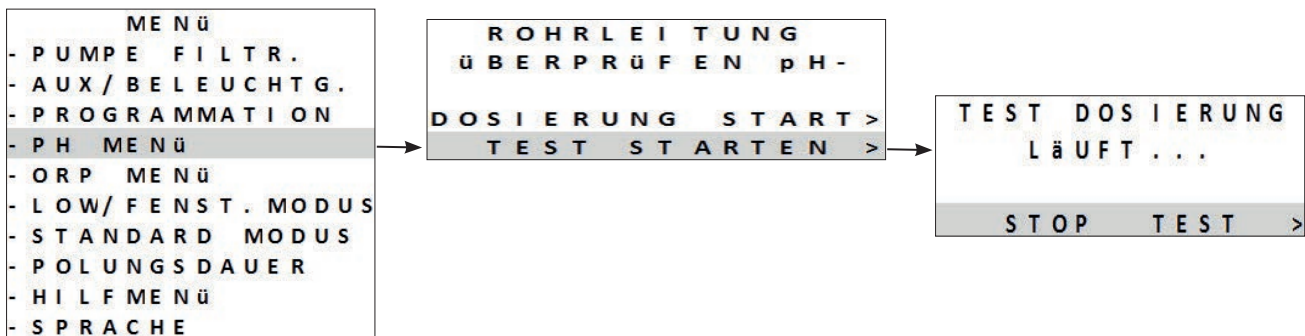 MENü
- PUMPE FILTR.
- AUX/BELEUCHTG.
- PROGRAMMATION
- PH MENü
- ORP MENü
- LOW/FENST.MODUS
- STANDARD MODUS
- POLUNGSDAUER
- HILFMENü
- SPRACHE
ROHRLEITUNG
üBERPRüFEN pH-
DOSIERUNG START>
TEST STARTEN >
TEST DOSIERUNG
LäUFT...
STOP TEST >